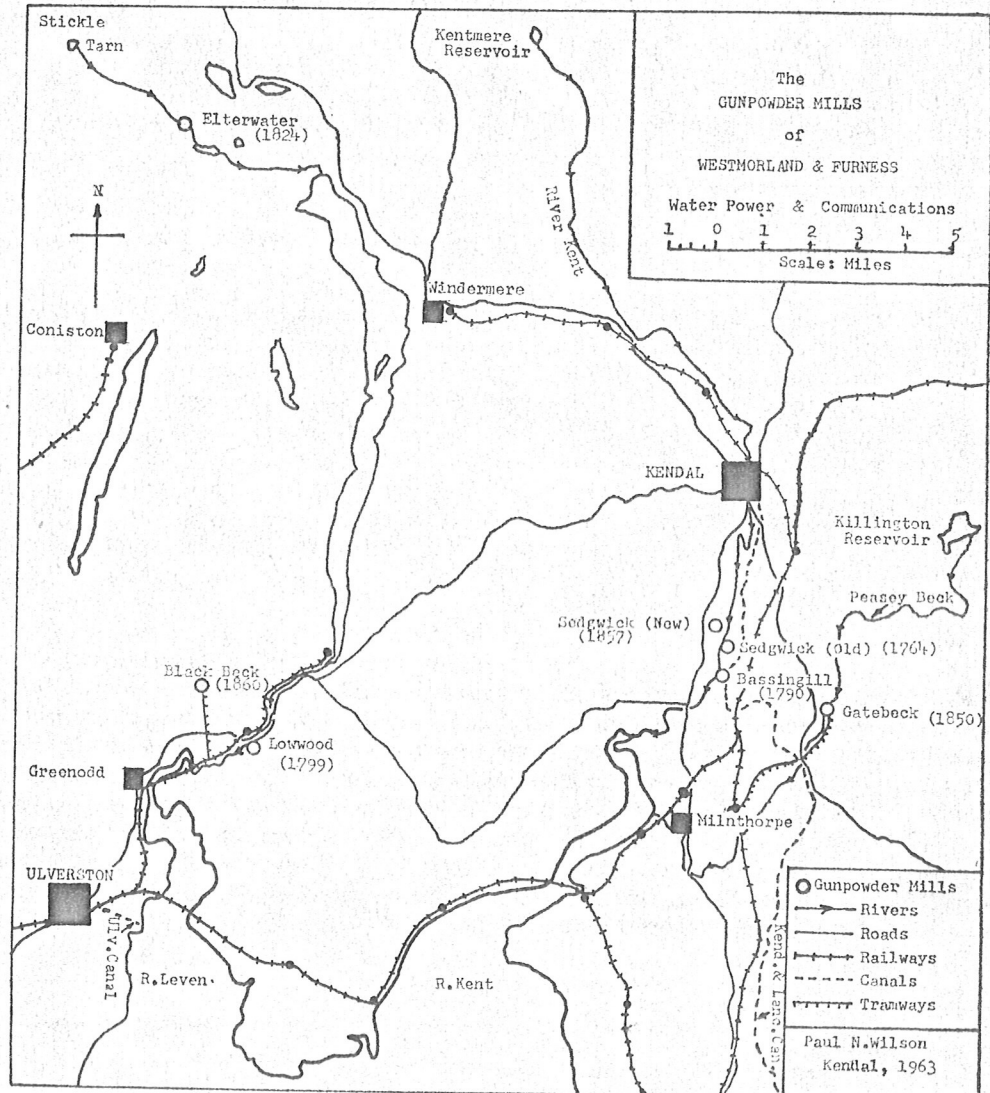 Stickle
Tarn
Kentmere
Reservoir
The
GUNPOWDER MILLS
of
WESTMORLAND & FURNESS
Water Power & Communications
1 0 1 2 3 4 5
Scale: Miles
Elterwater
(1824)
N
River Kent
Windermere
Coniston
KENDAL
Killington
Reservoir
Peasey Beck
Sedgwick (New)
(1857)
Sedgwick (Old) (1764)
Bassingill
(1790)
Gatebeck (1850)
Black Beck
(1860)
Lowwood
(1799)
Greenodd
Milnthorpe
ULVERSTON
Ulv. Canal
R.Leven.
R.Kent
Kend. & Lanc. Can.
Gunpowder Mills
Rivers
Roads
Railways
Canals
Tramways
Paul N.Wilson
Kendal, 1963